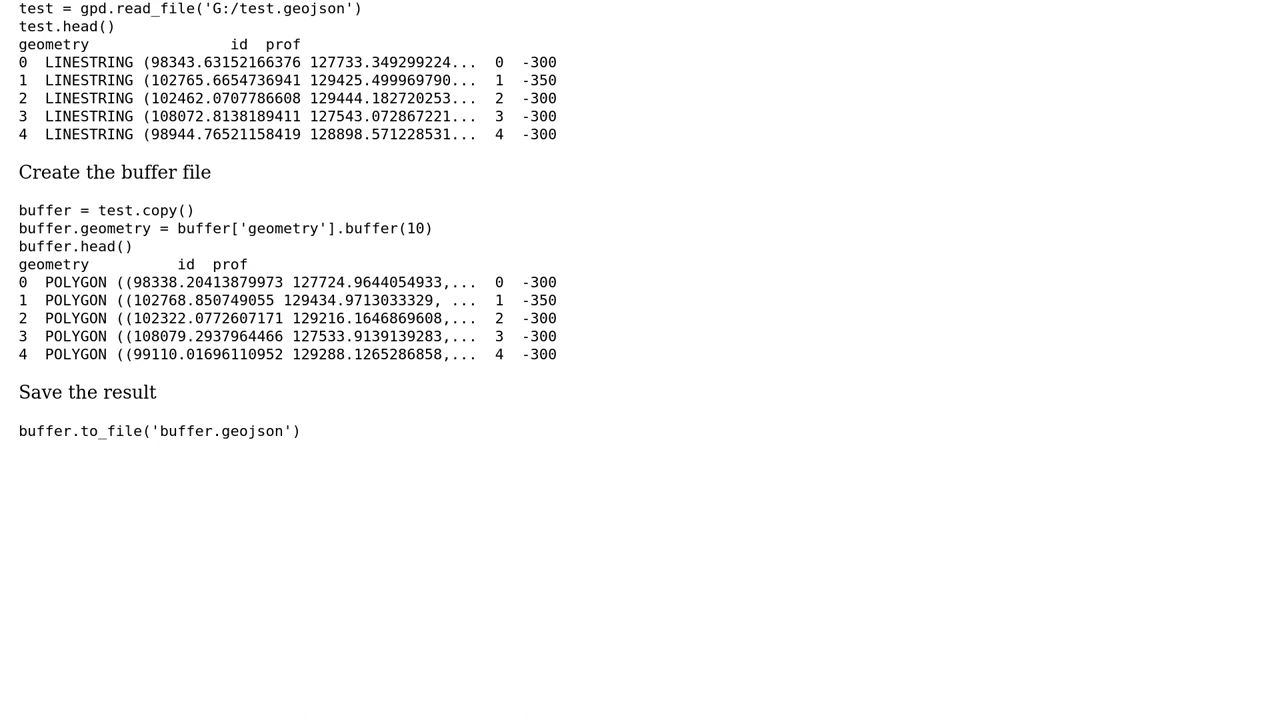 test = gpd.read_file('G:/test.geojson')
test.head()
geometry                id  prof
0  LINESTRING (98343.63152166376 127733.349299224...  0  -300
1  LINESTRING (102765.6654736941 129425.499969790...  1  -350
2  LINESTRING (102462.0707786608 129444.182720253...  2  -300
3  LINESTRING (108072.8138189411 127543.072867221...  3  -300
4  LINESTRING (98944.76521158419 128898.571228531...  4  -300
Create the buffer file
buffer = test.copy()
buffer.geometry = buffer['geometry'].buffer(10)
buffer.head()
geometry          id  prof
0  POLYGON ((98338.20413879973 127724.9644054933,...  0  -300
1  POLYGON ((102768.850749055 129434.9713033329, ...  1  -350
2  POLYGON ((102322.0772607171 129216.1646869608,...  2  -300
3  POLYGON ((108079.2937964466 127533.9139139283,...  3  -300
4  POLYGON ((99110.01696110952 129288.1265286858,...  4  -300
Save the result
buffer.to_file('buffer.geojson')